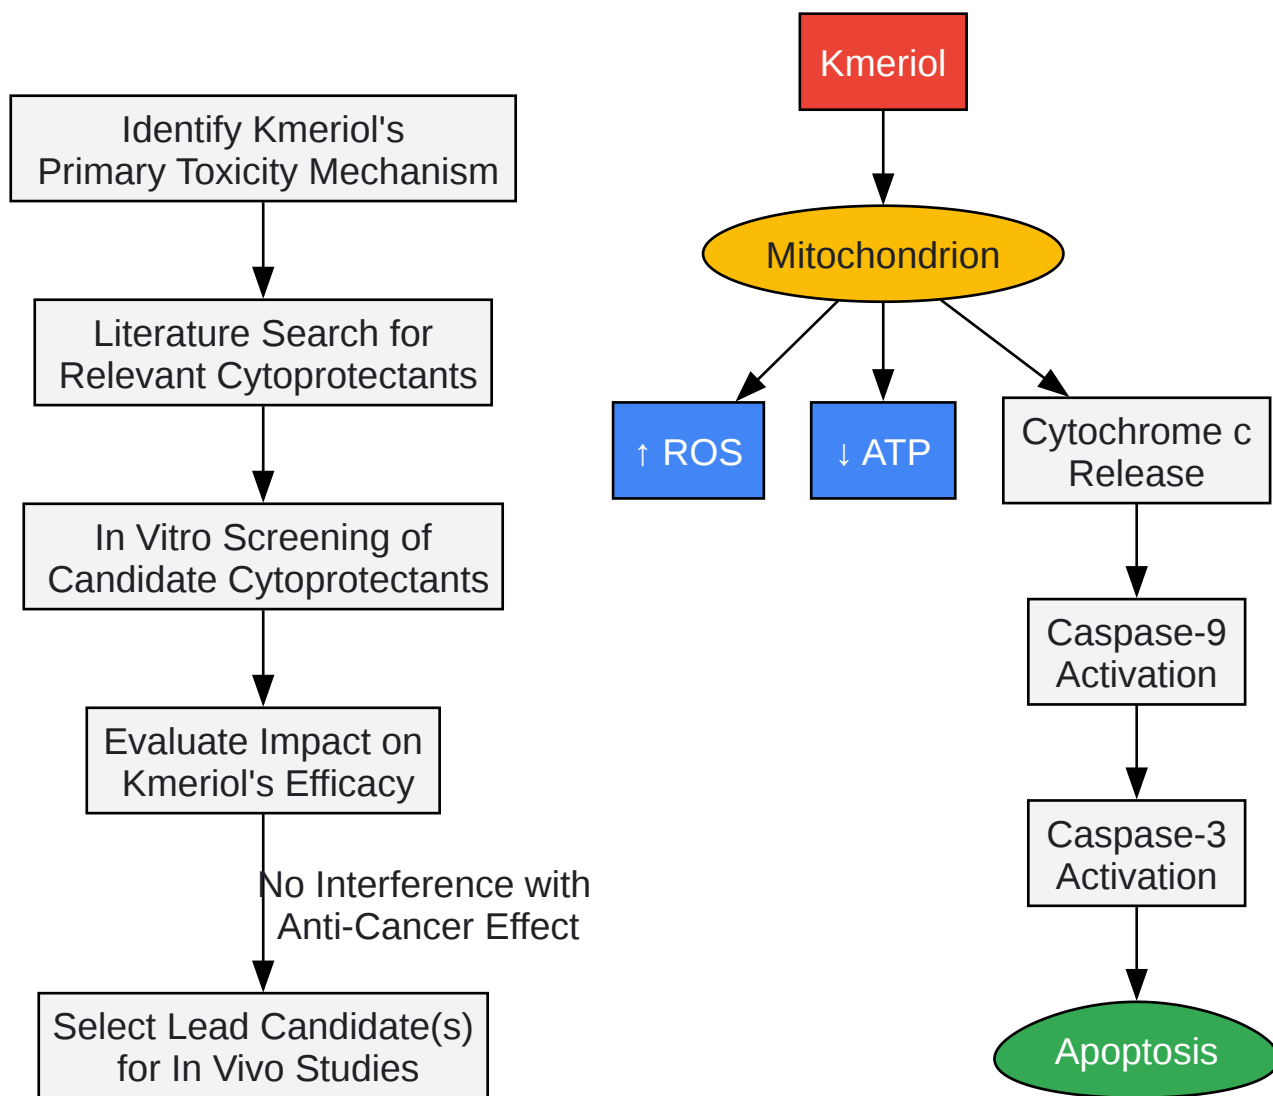 Identify Kmeriol's
Primary Toxicity Mechanism
Literature Search for
Relevant Cytoprotectants
In Vitro Screening of
Candidate Cytoprotectants
Evaluate Impact on
Kmeriol's Efficacy
No Interference with
Anti-Cancer Effect
Select Lead Candidate(s)
for In Vivo Studies
Kmeriol
Mitochondrion
↑ ROS
↓ ATP
Cytochrome c
Release
Caspase-9
Activation
Caspase-3
Activation
Apoptosis